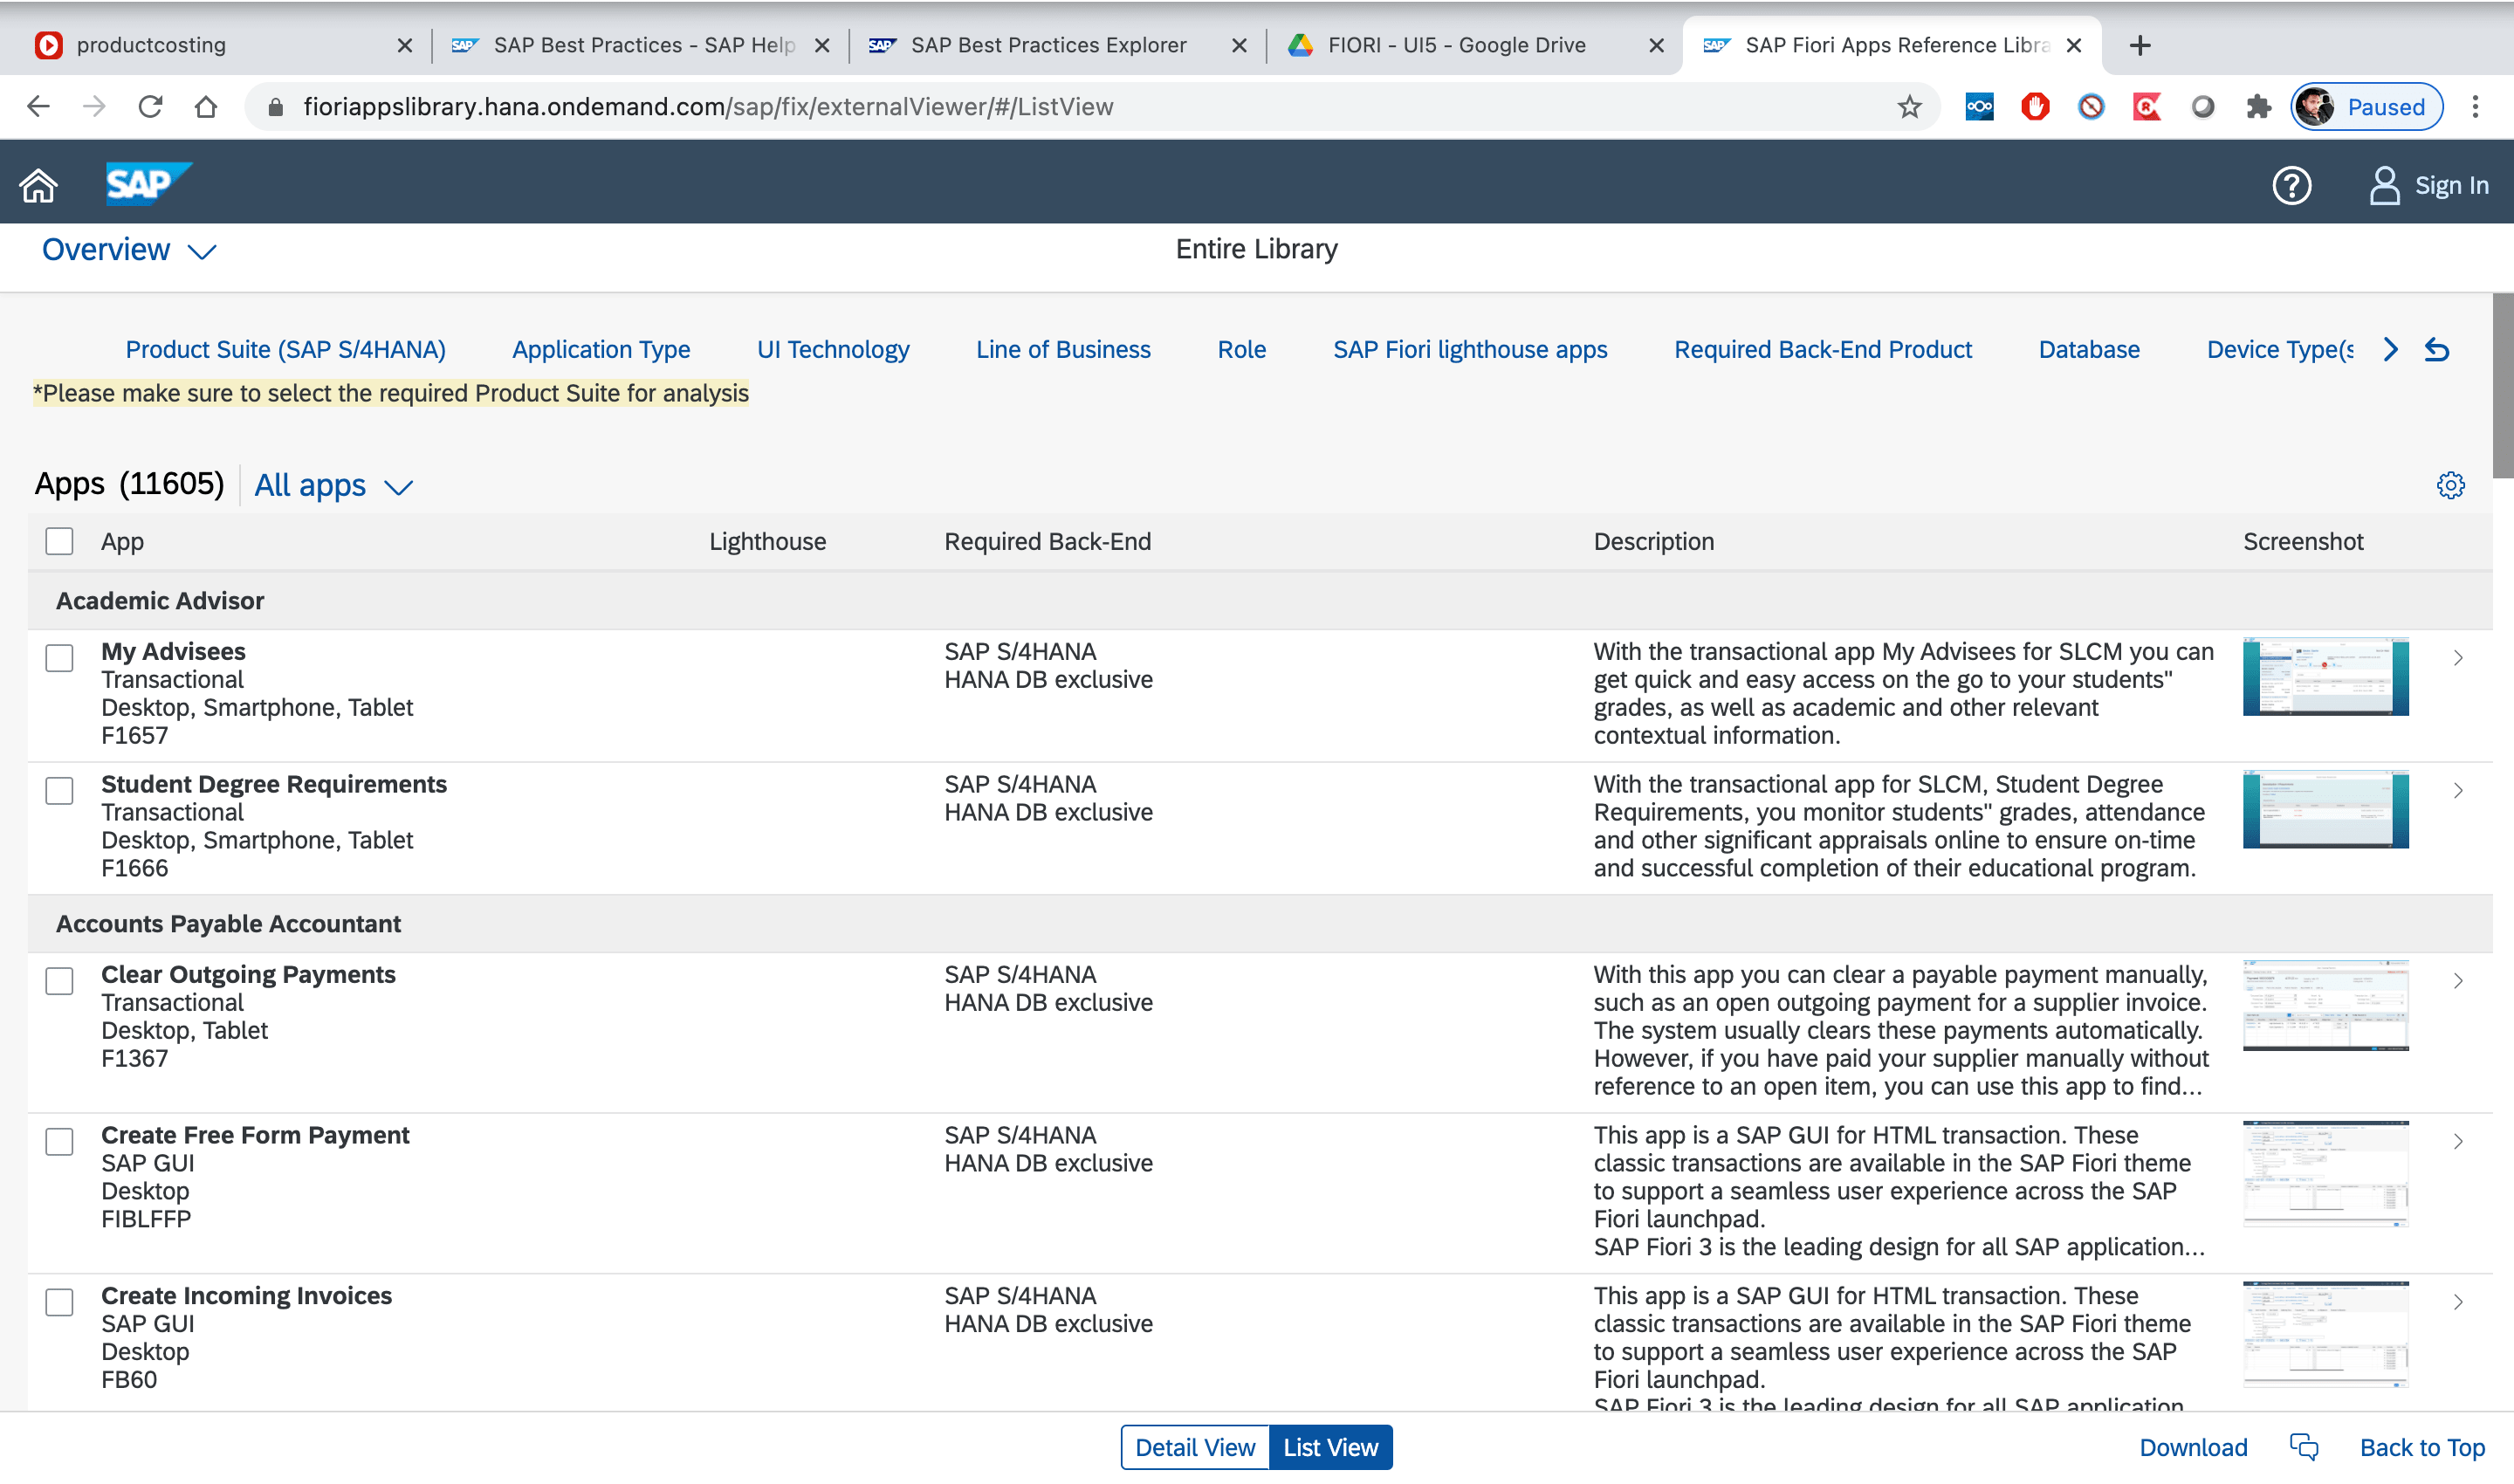 productcosting
SAP Best Practices - SAP Help
SAP Best Practices Explorer
FIORI - UI5 - Google Drive
SAP Fiori Apps Reference Libra
fioriappslibrary.hana.ondemand.com/sap/fix/externalViewer/#/ListView
Paused
SAP
Sign In
Overview
Entire Library
Product Suite (SAP S/4HANA) Application Type UI Technology Line of Business Role SAP Fiori lighthouse apps Required Back-End Product Database Device Type(s
*Please make sure to select the required Product Suite for analysis
Apps (11605) All apps
App Lighthouse Required Back-End Description Screenshot
Academic Advisor
My Advisees
Transactional
Desktop, Smartphone, Tablet
F1657
SAP S/4HANA
HANA DB exclusive
With the transactional app My Advisees for SLCM you can
get quick and easy access on the go to your students"
grades, as well as academic and other relevant
contextual information.
Student Degree Requirements
Transactional
Desktop, Smartphone, Tablet
F1666
SAP S/4HANA
HANA DB exclusive
With the transactional app for SLCM, Student Degree
Requirements, you monitor students" grades, attendance
and other significant appraisals online to ensure on-time
and successful completion of their educational program.
Accounts Payable Accountant
Clear Outgoing Payments
Transactional
Desktop, Tablet
F1367
SAP S/4HANA
HANA DB exclusive
With this app you can clear a payable payment manually,
such as an open outgoing payment for a supplier invoice.
The system usually clears these payments automatically.
However, if you have paid your supplier manually without
reference to an open item, you can use this app to find...
Create Free Form Payment
SAP GUI
Desktop
FIBLFFP
SAP S/4HANA
HANA DB exclusive
This app is a SAP GUI for HTML transaction. These
classic transactions are available in the SAP Fiori theme
to support a seamless user experience across the SAP
Fiori launchpad.
SAP Fiori 3 is the leading design for all SAP application...
Create Incoming Invoices
SAP GUI
Desktop
FB60
SAP S/4HANA
HANA DB exclusive
This app is a SAP GUI for HTML transaction. These
classic transactions are available in the SAP Fiori theme
to support a seamless user experience across the SAP
Fiori launchpad.
SAP Fiori 3 is the leading design for all SAP application
Detail View List View
Download
Back to Top